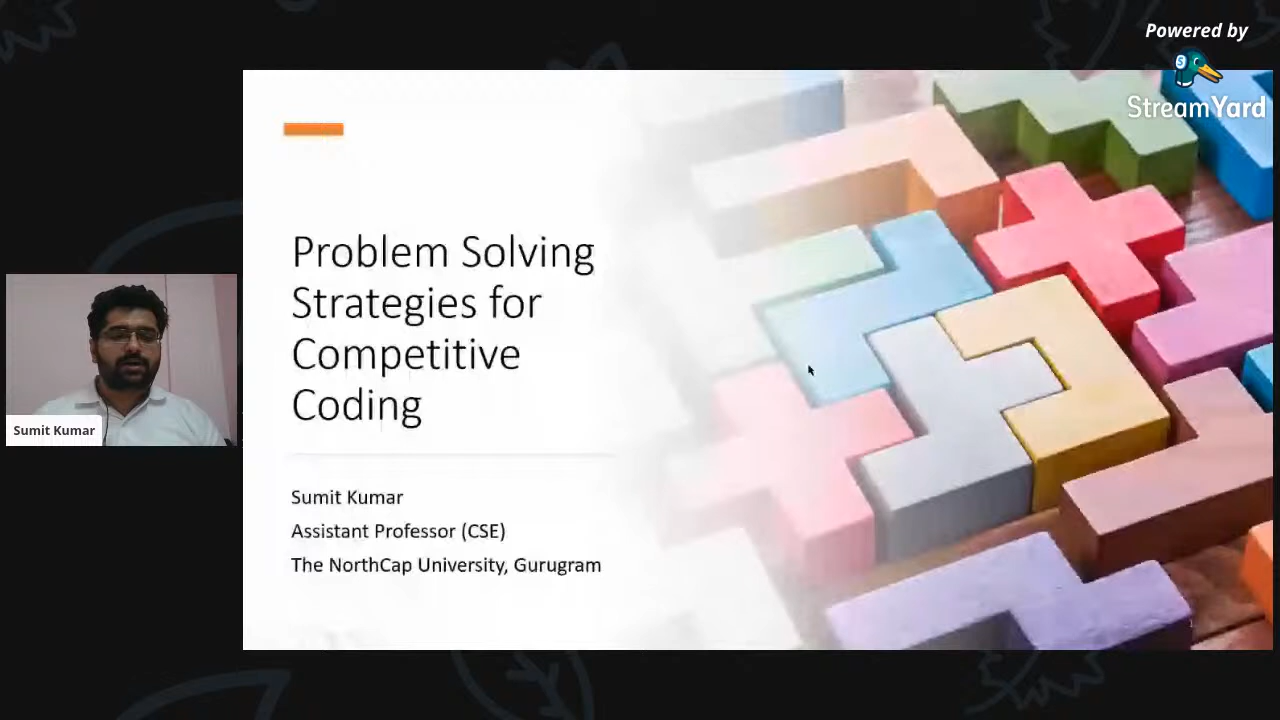 Powered by
StreamYard
Problem Solving
Strategies for
Competitive
Coding
Sumit Kumar
Assistant Professor (CSE)
The NorthCap University, Gurugram
Sumit Kumar
1